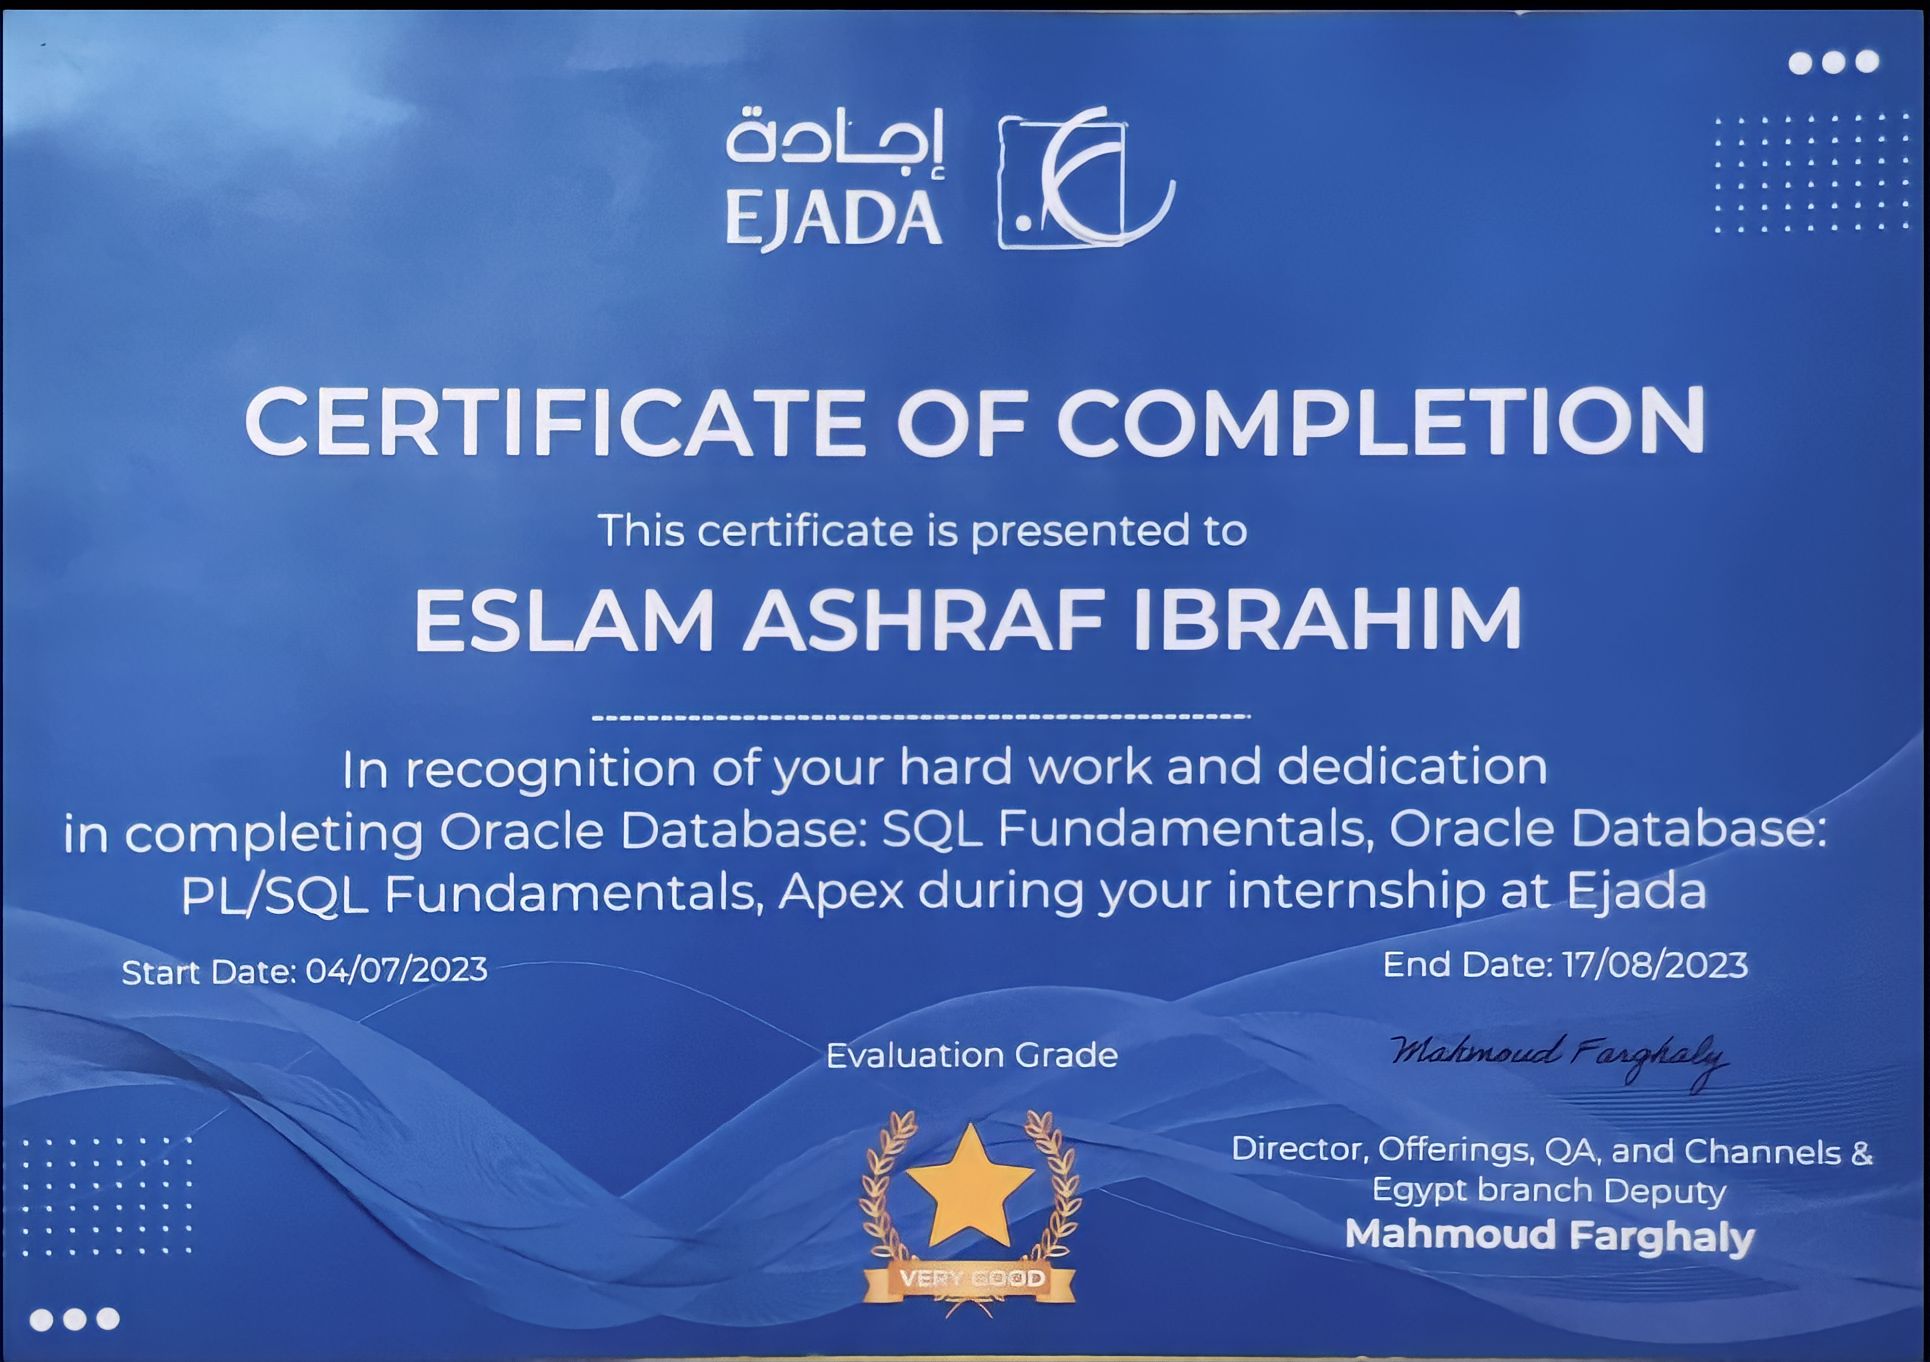 إجادة
EJADA
CERTIFICATE OF COMPLETION
This certificate is presented to
ESLAM ASHRAF IBRAHIM
In recognition of your hard work and dedication
in completing Oracle Database: SQL Fundamentals, Oracle Database:
PL/SQL Fundamentals, Apex during your internship at Ejada
Start Date: 04/07/2023
End Date: 17/08/2023
Evaluation Grade
Mahmoud Farghaly
VERY GOOD
Director, Offerings, QA, and Channels &
Egypt branch Deputy
Mahmoud Farghaly